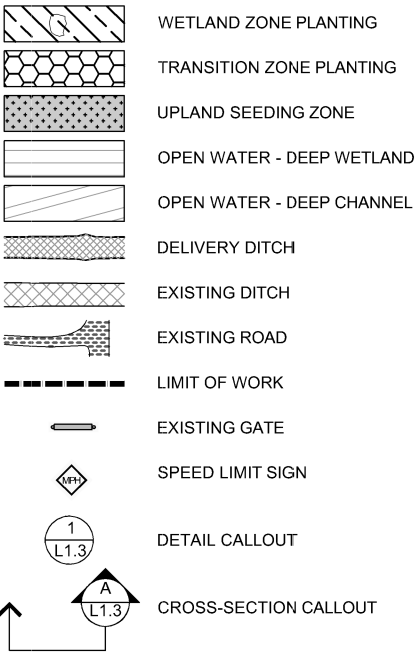 WETLAND ZONE PLANTING
TRANSITION ZONE PLANTING
UPLAND SEEDING ZONE
OPEN WATER - DEEP WETLAND
OPEN WATER - DEEP CHANNEL
DELIVERY DITCH
EXISTING DITCH
EXISTING ROAD
LIMIT OF WORK
EXISTING GATE
MPH SPEED LIMIT SIGN
1
L1.3
DETAIL CALLOUT
A
L1.3
CROSS-SECTION CALLOUT